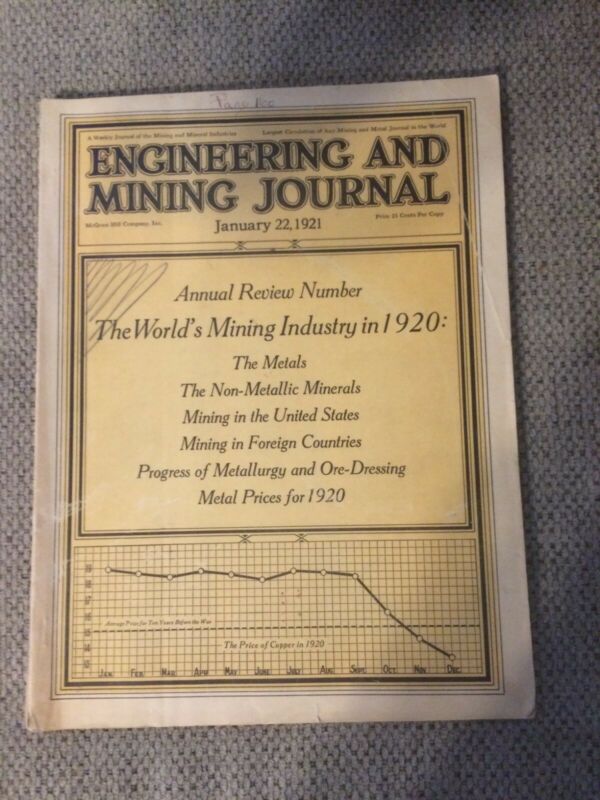 A Weekly Journal of the Mining and Mineral Industries
Largest Circulation of Any Mining and Metal Journal in the World
ENGINEERING AND
MINING JOURNAL
McGraw Hill Company, Inc.
January 22, 1921
Price 25 Cents Per Copy
Annual Review Number
The World's Mining Industry in 1920:
The Metals
The Non-Metallic Minerals
Mining in the United States
Mining in Foreign Countries
Progress of Metallurgy and Ore-Dressing
Metal Prices for 1920
Average Price for Ten Years Before the War
The Price of Copper in 1920
JAN. FEB. MAR. APR. MAY JUNE JULY AUG. SEPT. OCT. NOV. DEC.